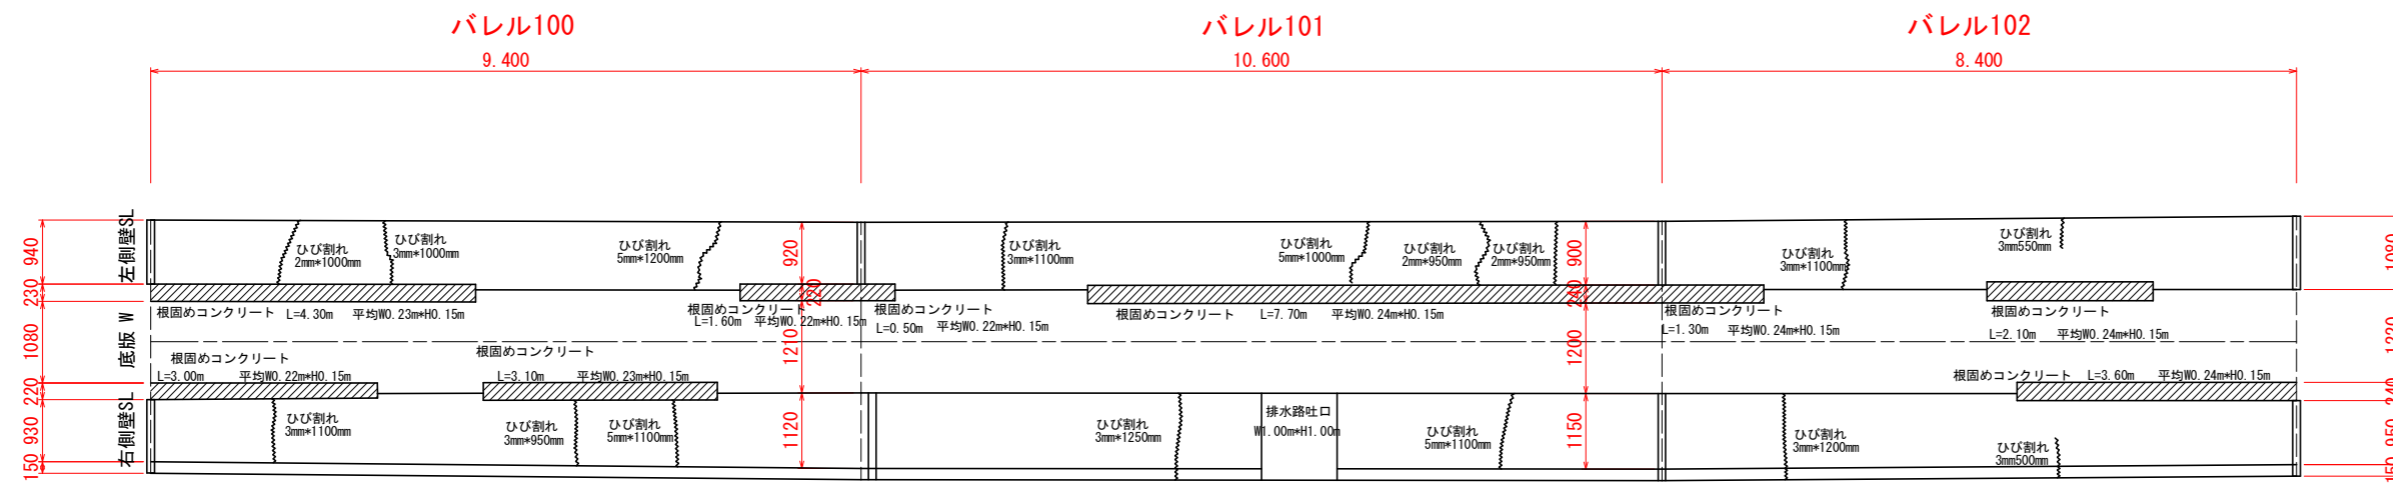 バレル100
バレル101
バレル102
9.400
10.600
8.400
左側壁SL
940
ひび割れ
2mm*1000mm
ひび割れ
3mm*1000mm
ひび割れ
5mm*1200mm
920
ひび割れ
3mm*1100mm
ひび割れ
5mm*1000mm
ひび割れ
2mm*950mm
ひび割れ
2mm*950mm
900
ひび割れ
3mm*1100mm
ひび割れ
3mm550mm
1080
230
220
240
根固めコンクリート L=4.30m 平均W0.23m*H0.15m
根固めコンクリート
L=1.60m 平均W0.22m*H0.15m
根固めコンクリート
L=0.50m 平均W0.22m*H0.15m
根固めコンクリート L=7.70m 平均W0.24m*H0.15m
根固めコンクリート
L=1.30m 平均W0.24m*H0.15m
根固めコンクリート
L=2.10m 平均W0.24m*H0.15m
底版 W
1080
1210
1200
1220
根固めコンクリート
L=3.00m 平均W0.22m*H0.15m
根固めコンクリート
L=3.10m 平均W0.23m*H0.15m
根固めコンクリート L=3.60m 平均W0.24m*H0.15m
220
240
右側壁SL
930
ひび割れ
3mm*1100mm
ひび割れ
3mm*950mm
ひび割れ
5mm*1100mm
1120
ひび割れ
3mm*1250mm
排水路吐口
W1.00m*H1.00m
ひび割れ
5mm*1100mm
1150
ひび割れ
3mm*1200mm
ひび割れ
3mm500mm
950
150
150